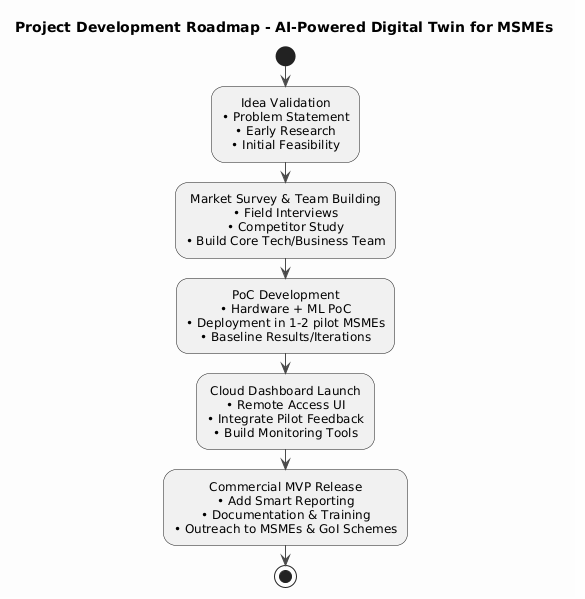 Project Development Roadmap - AI-Powered Digital Twin for MSMEs
Idea Validation
• Problem Statement
• Early Research
• Initial Feasibility
Market Survey & Team Building
• Field Interviews
• Competitor Study
• Build Core Tech/Business Team
PoC Development
• Hardware + ML PoC
• Deployment in 1-2 pilot MSMEs
• Baseline Results/Iterations
Cloud Dashboard Launch
• Remote Access UI
• Integrate Pilot Feedback
• Build Monitoring Tools
Commercial MVP Release
• Add Smart Reporting
• Documentation & Training
• Outreach to MSMEs & GoI Schemes